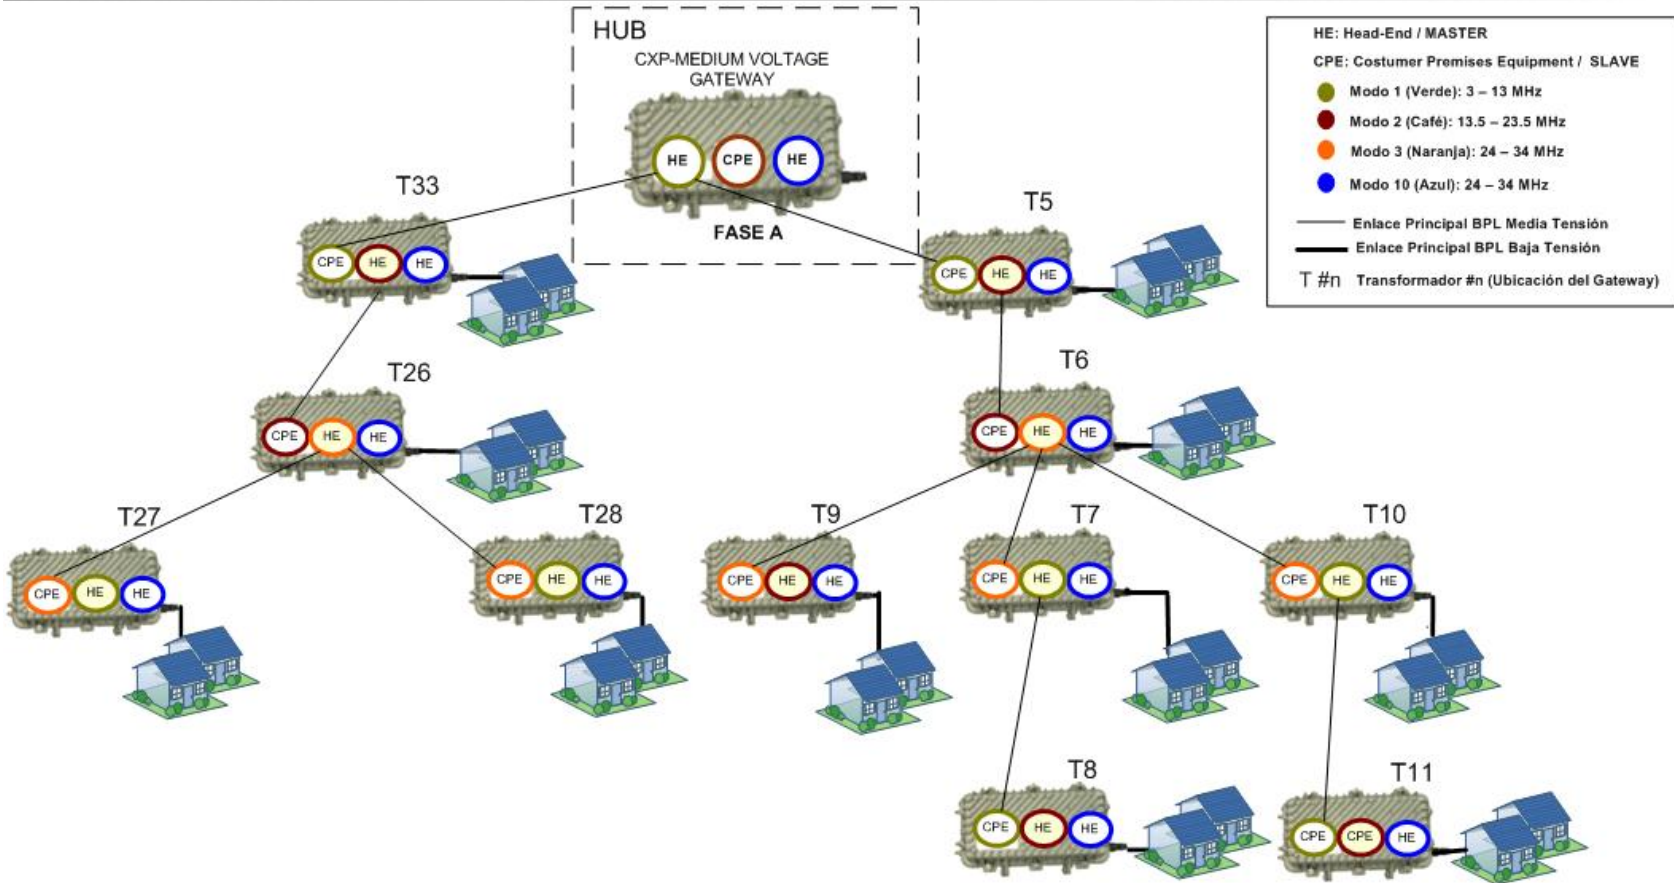 HUB
CXP-MEDIUM VOLTAGE
GATEWAY
HE CPE HE
FASE A
HE: Head-End / MASTER
CPE: Costumer Premises Equipment / SLAVE
Modo 1 (Verde): 3 – 13 MHz
Modo 2 (Café): 13.5 – 23.5 MHz
Modo 3 (Naranja): 24 – 34 MHz
Modo 10 (Azul): 24 – 34 MHz
Enlace Principal BPL Media Tensión
Enlace Principal BPL Baja Tensión
T #n Transformador #n (Ubicación del Gateway)
T33
CPE HE HE
T5
CPE HE HE
T26
CPE HE HE
T6
CPE HE HE
T27
CPE HE HE
T28
CPE HE HE
T9
CPE HE HE
T7
CPE HE HE
T10
CPE HE HE
T8
CPE HE HE
T11
CPE CPE HE